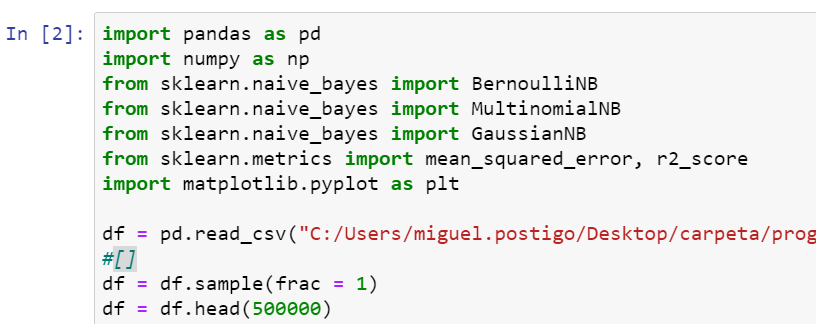 In [2]:
import pandas as pd
import numpy as np
from sklearn.naive_bayes import BernoulliNB
from sklearn.naive_bayes import MultinomialNB
from sklearn.naive_bayes import GaussianNB
from sklearn.metrics import mean_squared_error, r2_score
import matplotlib.pyplot as plt
df = pd.read_csv("C:/Users/miguel.postigo/Desktop/carpeta/prog
#[]
df = df.sample(frac = 1)
df = df.head(500000)